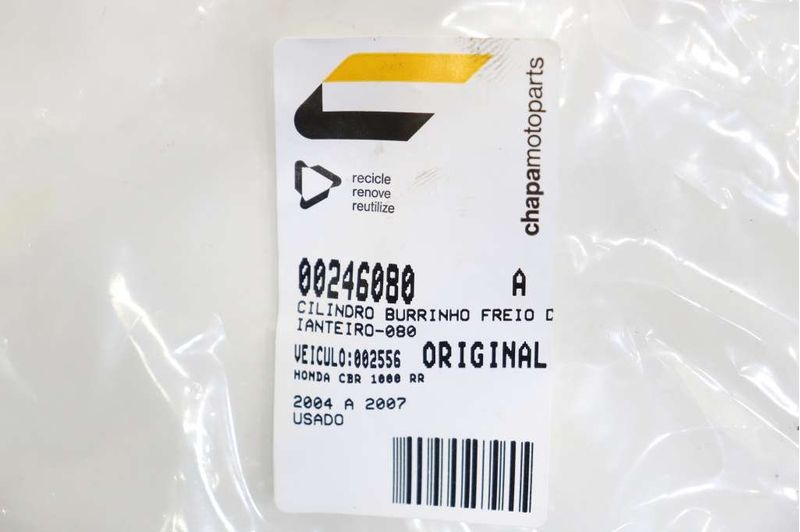 chapamotoparts
recicle
renove
reutilize
00246080 A
CILINDRO BURRINHO FREIO D
IANTEIRO-080
VEICULO:002556 ORIGINAL
HONDA CBR 1000 RR
2004 A 2007
USADO